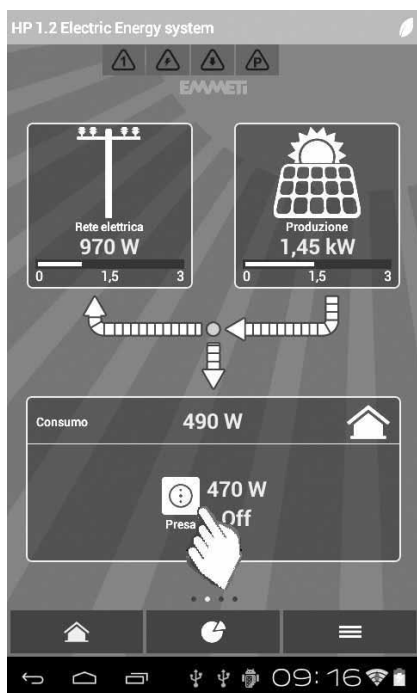 HP 1.2 Electric Energy system
1
P
EMMETI
Rete elettrica
970 W
0 1,5 3
Produzione
1,45 kW
0 1,5 3
Consumo 490 W
470 W
Presa Off
09:16